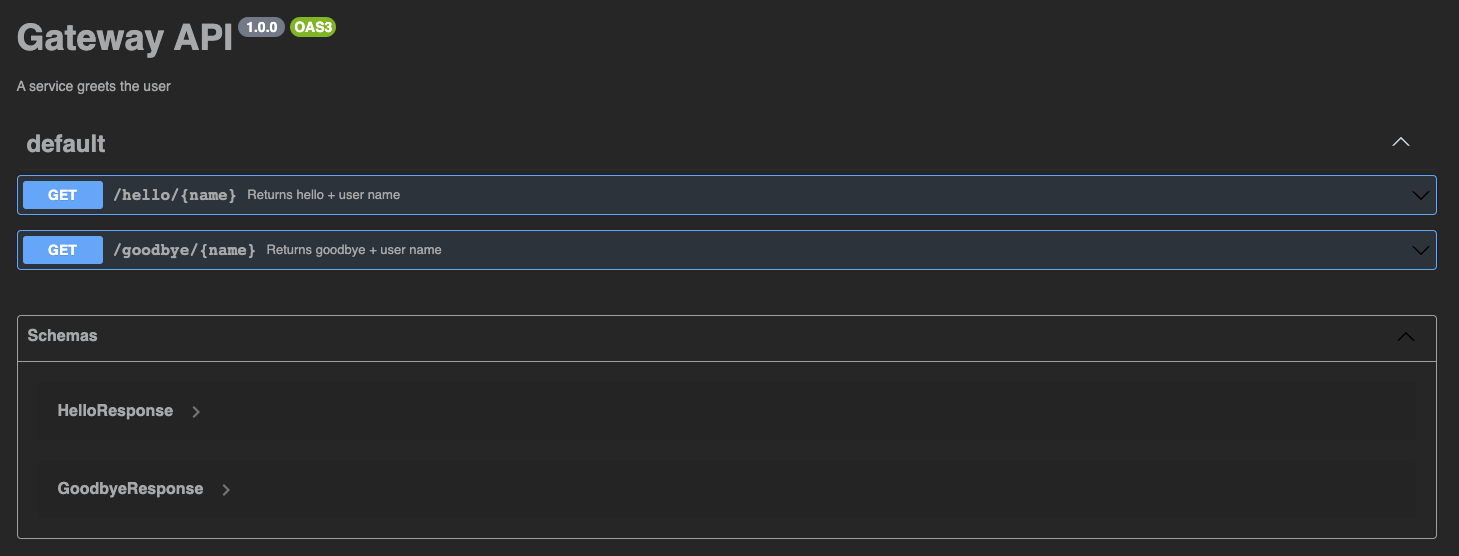 Gateway API 1.0.0 OAS3
A service greets the user
default
GET /hello/{name} Returns hello + user name
GET /goodbye/{name} Returns goodbye + user name
Schemas
HelloResponse
GoodbyeResponse